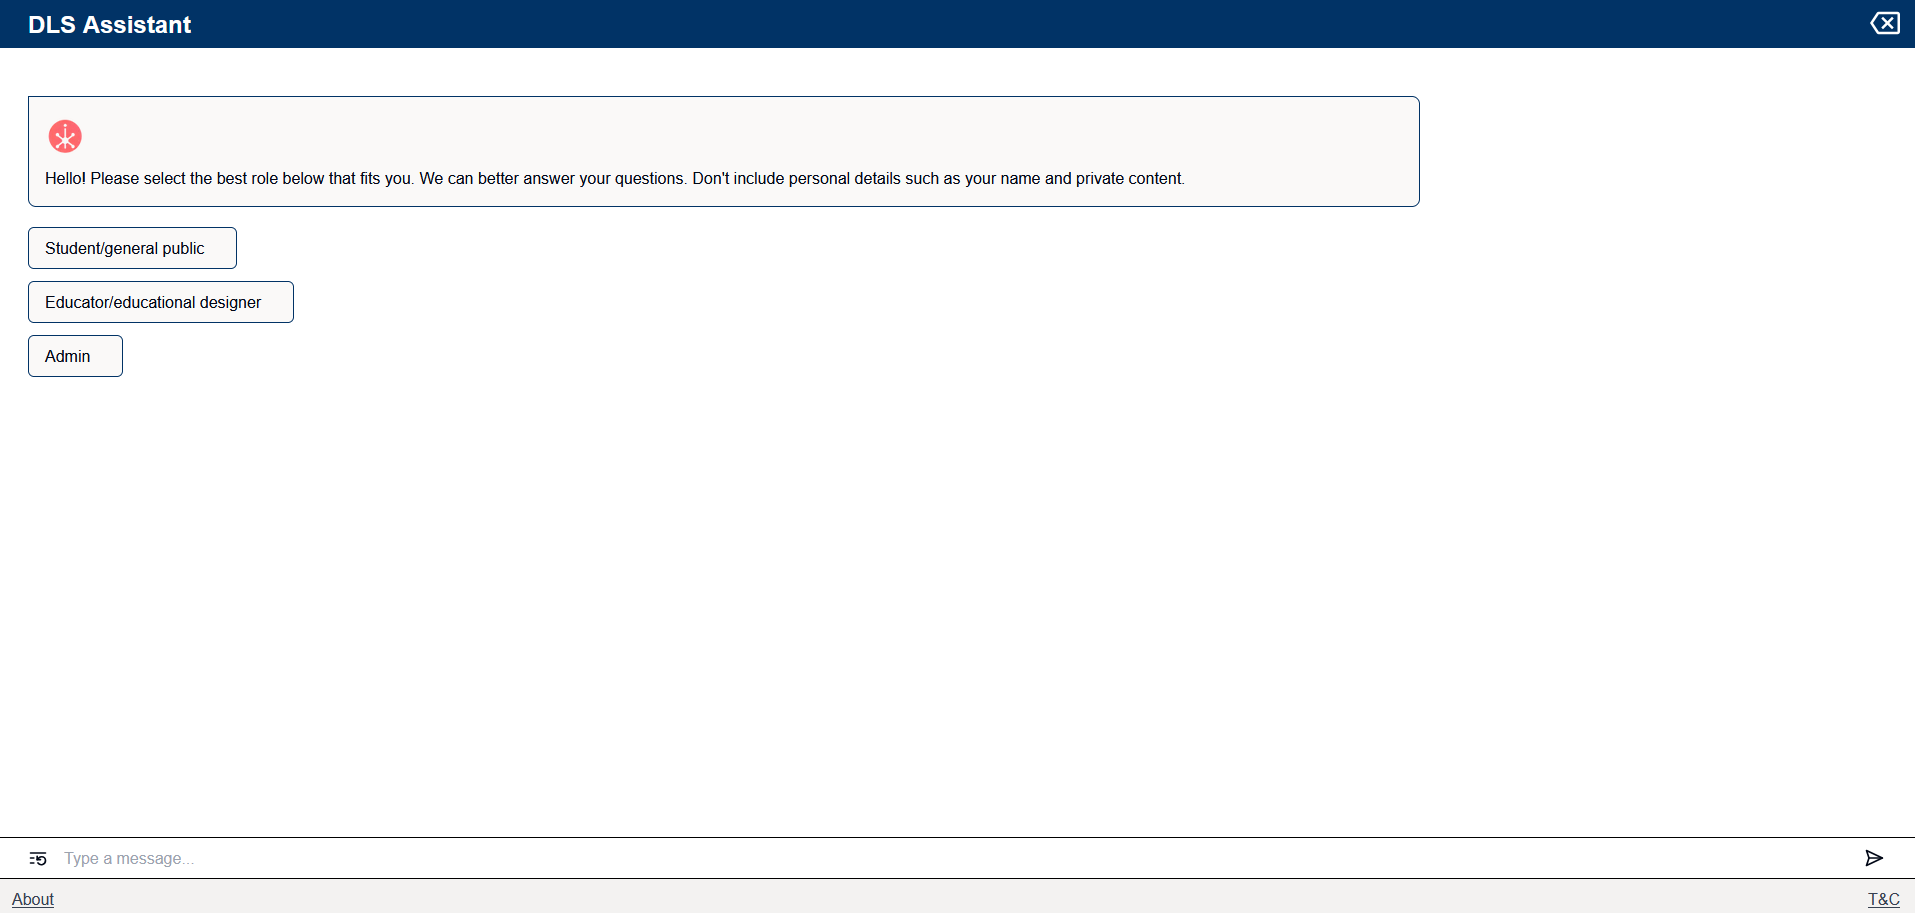 DLS Assistant
Hello! Please select the best role below that fits you. We can better answer your questions. Don't include personal details such as your name and private content.
Student/general public
Educator/educational designer
Admin
Type a message...
About
T&C